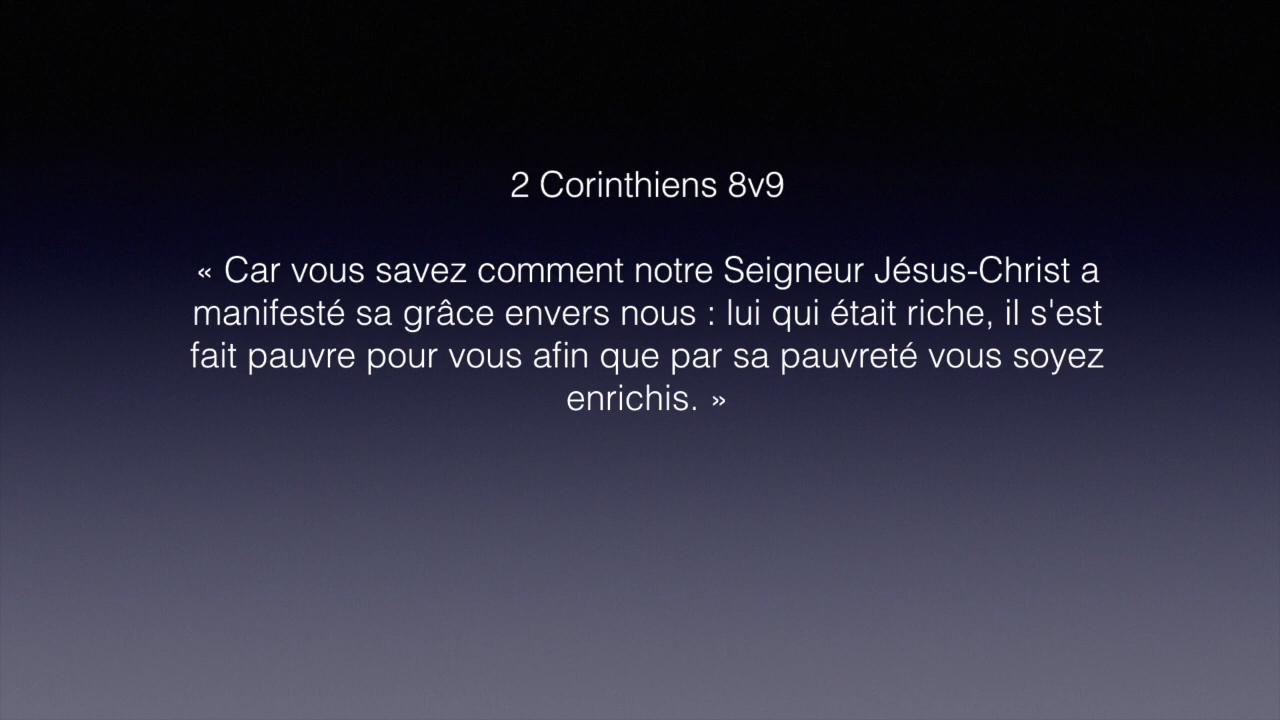 2 Corinthiens 8v9
« Car vous savez comment notre Seigneur Jésus-Christ a
manifesté sa grâce envers nous : lui qui était riche, il s'est
fait pauvre pour vous afin que par sa pauvreté vous soyez
enrichis. »